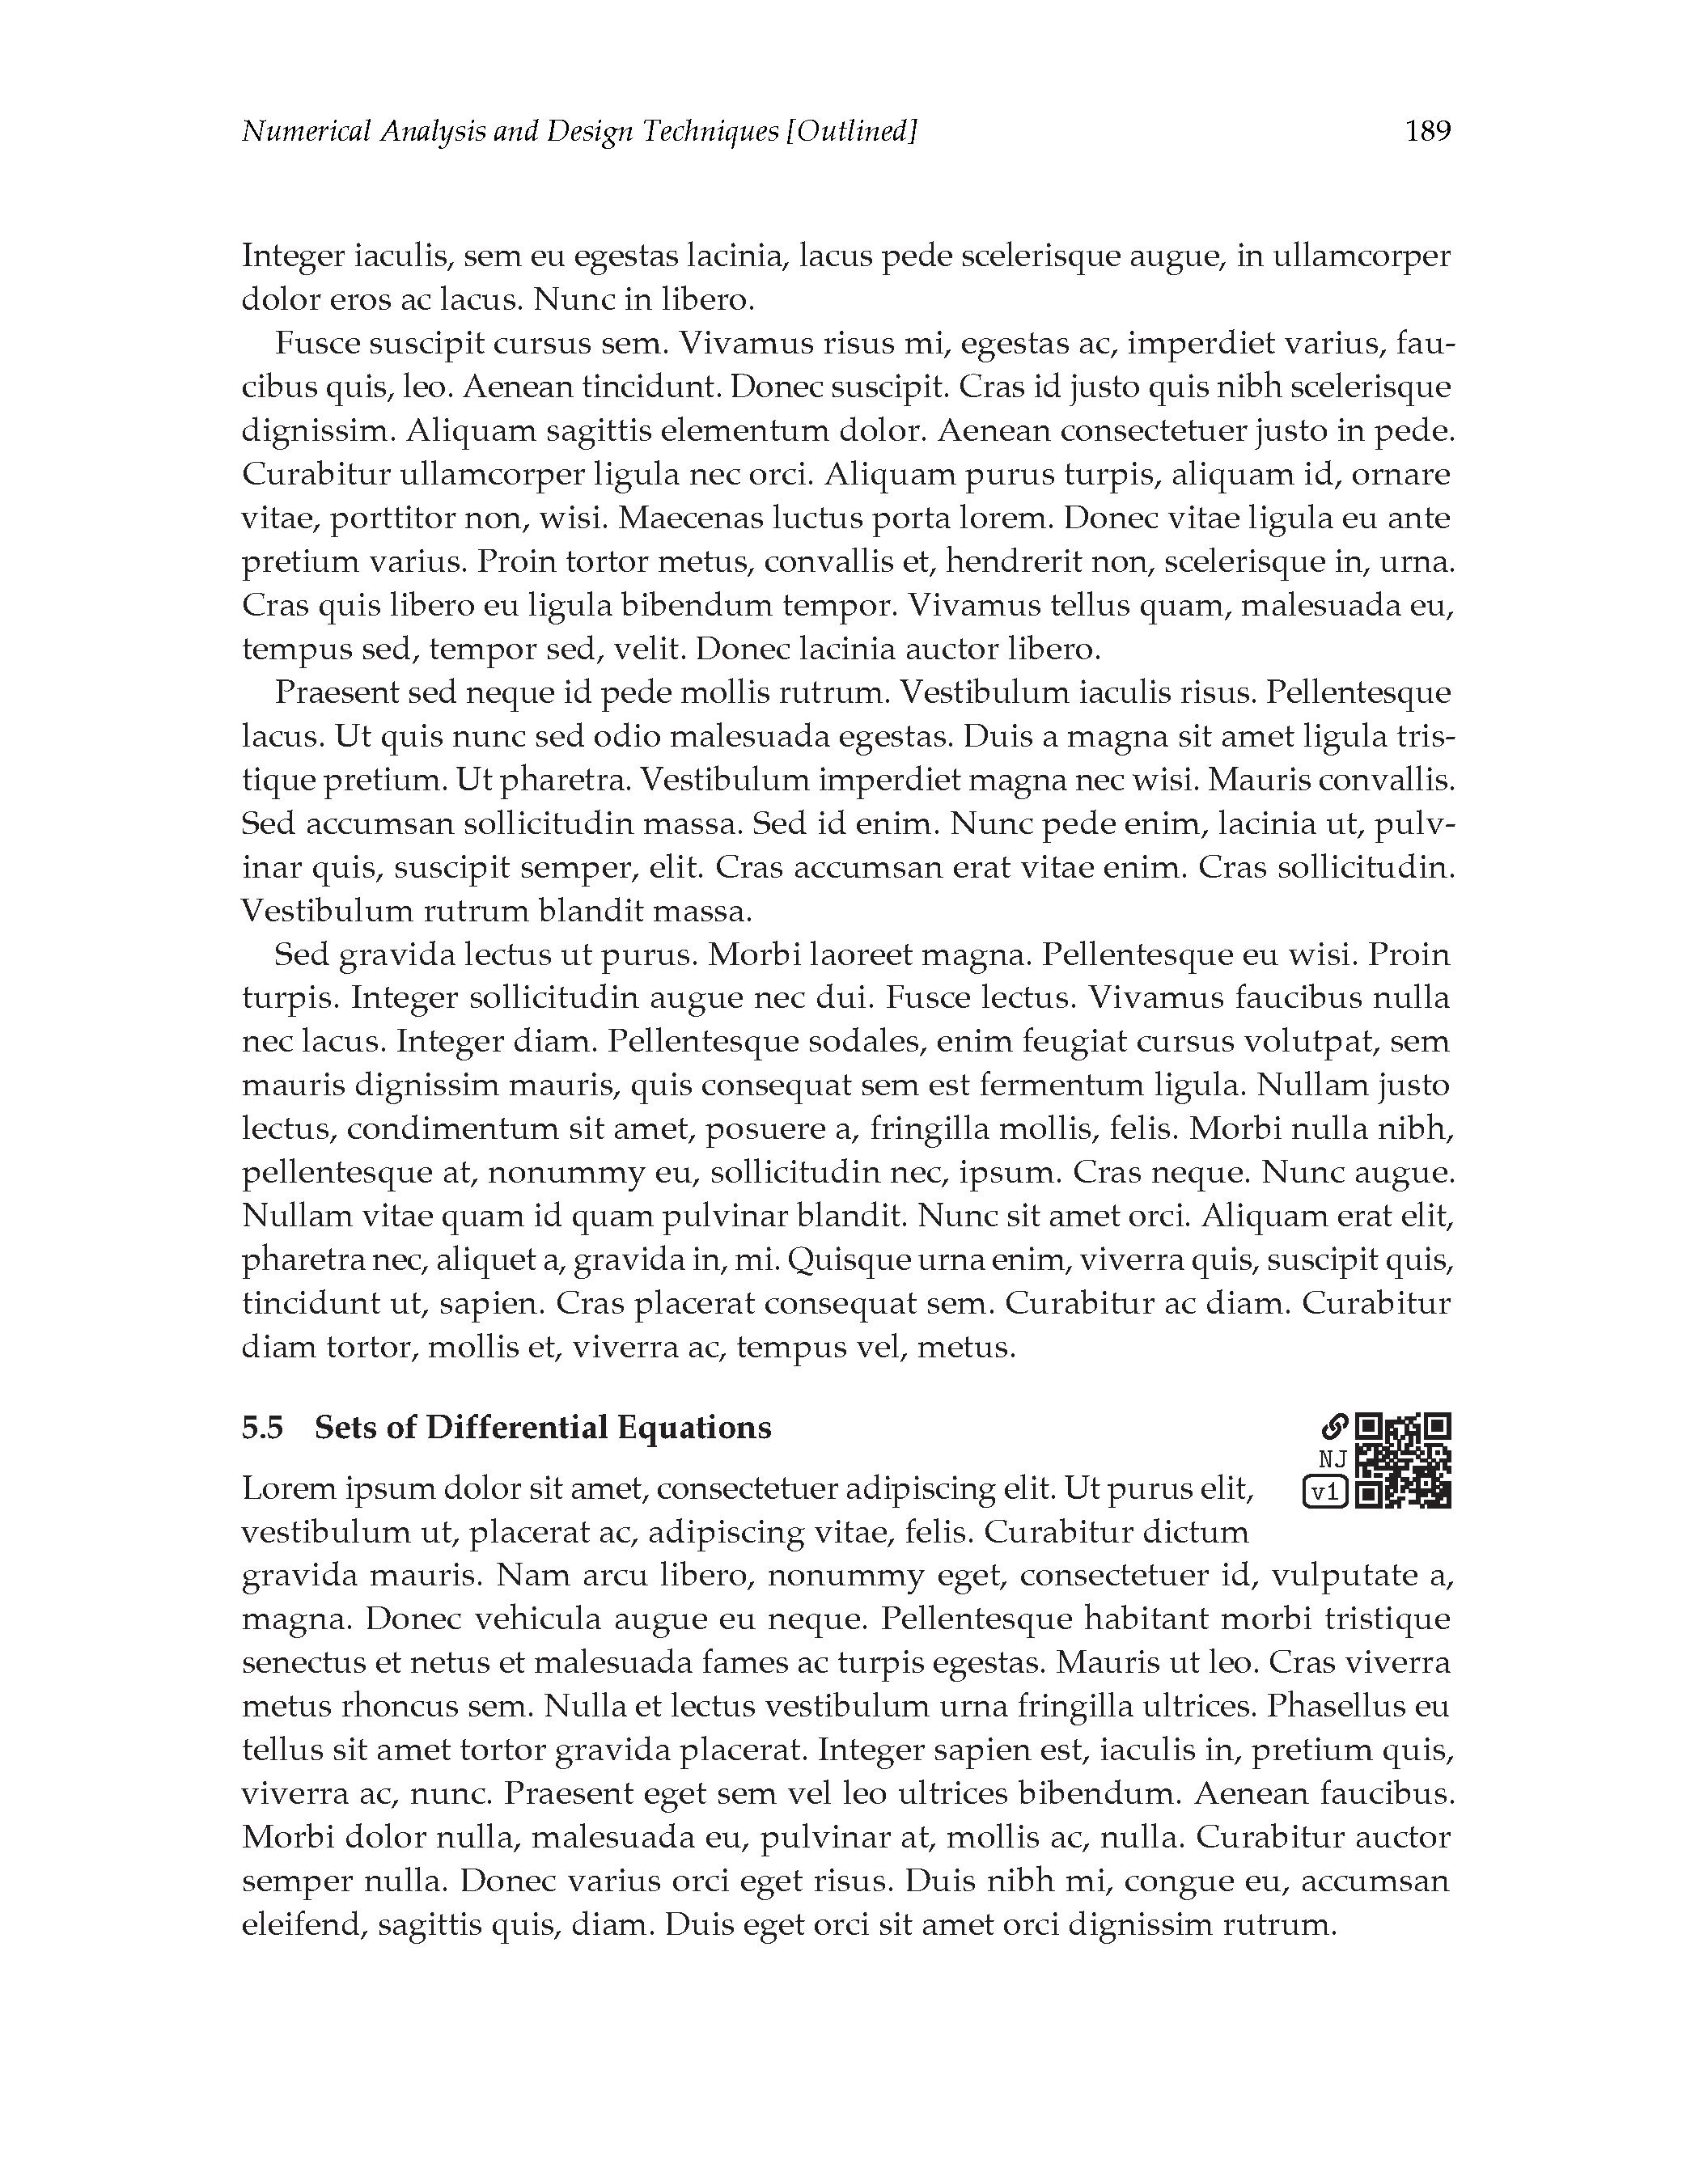 Numerical Analysis and Design Techniques [Outlined] 189
Integer iaculis, sem eu egestas lacinia, lacus pede scelerisque augue, in ullamcorper
dolor eros ac lacus. Nunc in libero.
Fusce suscipit cursus sem. Vivamus risus mi, egestas ac, imperdiet varius, fau-
cibus quis, leo. Aenean tincidunt. Donec suscipit. Cras id justo quis nibh scelerisque
dignissim. Aliquam sagittis elementum dolor. Aenean consectetuer justo in pede.
Curabitur ullamcorper ligula nec orci. Aliquam purus turpis, aliquam id, ornare
vitae, porttitor non, wisi. Maecenas luctus porta lorem. Donec vitae ligula eu ante
pretium varius. Proin tortor metus, convallis et, hendrerit non, scelerisque in, urna.
Cras quis libero eu ligula bibendum tempor. Vivamus tellus quam, malesuada eu,
tempus sed, tempor sed, velit. Donec lacinia auctor libero.
Praesent sed neque id pede mollis rutrum. Vestibulum iaculis risus. Pellentesque
lacus. Ut quis nunc sed odio malesuada egestas. Duis a magna sit amet ligula tris-
tique pretium. Ut pharetra. Vestibulum imperdiet magna nec wisi. Mauris convallis.
Sed accumsan sollicitudin massa. Sed id enim. Nunc pede enim, lacinia ut, pulv-
inar quis, suscipit semper, elit. Cras accumsan erat vitae enim. Cras sollicitudin.
Vestibulum rutrum blandit massa.
Sed gravida lectus ut purus. Morbi laoreet magna. Pellentesque eu wisi. Proin
turpis. Integer sollicitudin augue nec dui. Fusce lectus. Vivamus faucibus nulla
nec lacus. Integer diam. Pellentesque sodales, enim feugiat cursus volutpat, sem
mauris dignissim mauris, quis consequat sem est fermentum ligula. Nullam justo
lectus, condimentum sit amet, posuere a, fringilla mollis, felis. Morbi nulla nibh,
pellentesque at, nonummy eu, sollicitudin nec, ipsum. Cras neque. Nunc augue.
Nullam vitae quam id quam pulvinar blandit. Nunc sit amet orci. Aliquam erat elit,
pharetra nec, aliquet a, gravida in, mi. Quisque urna enim, viverra quis, suscipit quis,
tincidunt ut, sapien. Cras placerat consequat sem. Curabitur ac diam. Curabitur
diam tortor, mollis et, viverra ac, tempus vel, metus.
5.5 Sets of Differential Equations
NJ
v1
Lorem ipsum dolor sit amet, consectetuer adipiscing elit. Ut purus elit,
vestibulum ut, placerat ac, adipiscing vitae, felis. Curabitur dictum
gravida mauris. Nam arcu libero, nonummy eget, consectetuer id, vulputate a,
magna. Donec vehicula augue eu neque. Pellentesque habitant morbi tristique
senectus et netus et malesuada fames ac turpis egestas. Mauris ut leo. Cras viverra
metus rhoncus sem. Nulla et lectus vestibulum urna fringilla ultrices. Phasellus eu
tellus sit amet tortor gravida placerat. Integer sapien est, iaculis in, pretium quis,
viverra ac, nunc. Praesent eget sem vel leo ultrices bibendum. Aenean faucibus.
Morbi dolor nulla, malesuada eu, pulvinar at, mollis ac, nulla. Curabitur auctor
semper nulla. Donec varius orci eget risus. Duis nibh mi, congue eu, accumsan
eleifend, sagittis quis, diam. Duis eget orci sit amet orci dignissim rutrum.